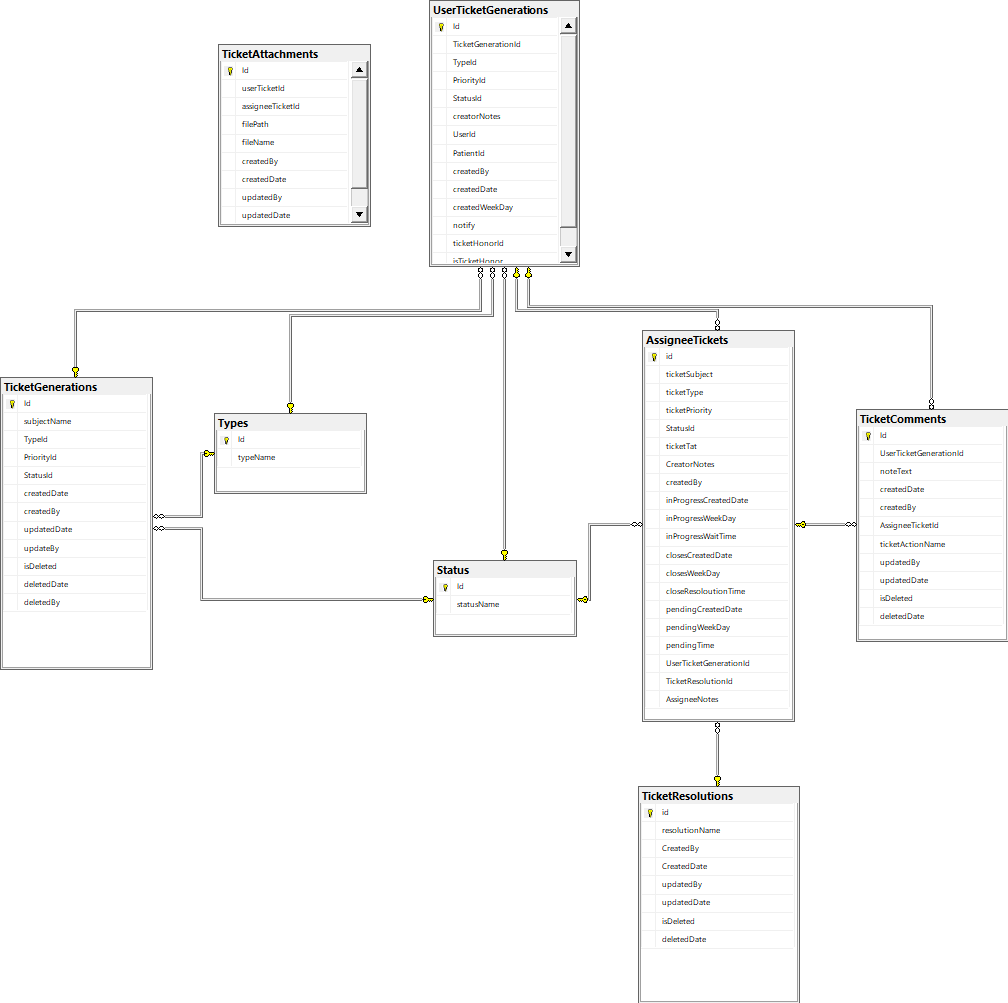 UserTicketGenerations
Id
TicketGenerationId
TypeId
PriorityId
StatusId
creatorNotes
UserId
PatientId
createdBy
createdDate
createdWeekDay
notify
ticketHonorId
isTicketHonor
TicketAttachments
Id
userTicketId
assigneeTicketId
filePath
fileName
createdBy
createdDate
updatedBy
updatedDate
TicketGenerations
Id
subjectName
TypeId
PriorityId
StatusId
createdDate
createdBy
updatedDate
updateBy
isDeleted
deletedDate
deletedBy
Types
Id
typeName
Status
Id
statusName
AssigneeTickets
id
ticketSubject
ticketType
ticketPriority
StatusId
ticketTat
CreatorNotes
createdBy
inProgressCreatedDate
inProgressWeekDay
inProgressWaitTime
closesCreatedDate
closesWeekDay
closeResoloutionTime
pendingCreatedDate
pendingWeekDay
pendingTime
UserTicketGenerationId
TicketResolutionId
AssigneeNotes
TicketComments
Id
UserTicketGenerationId
noteText
createdDate
createdBy
AssigneeTicketId
ticketActionName
updatedBy
updatedDate
isDeleted
deletedDate
TicketResolutions
id
resolutionName
CreatedBy
CreatedDate
updatedBy
updatedDate
isDeleted
deletedDate